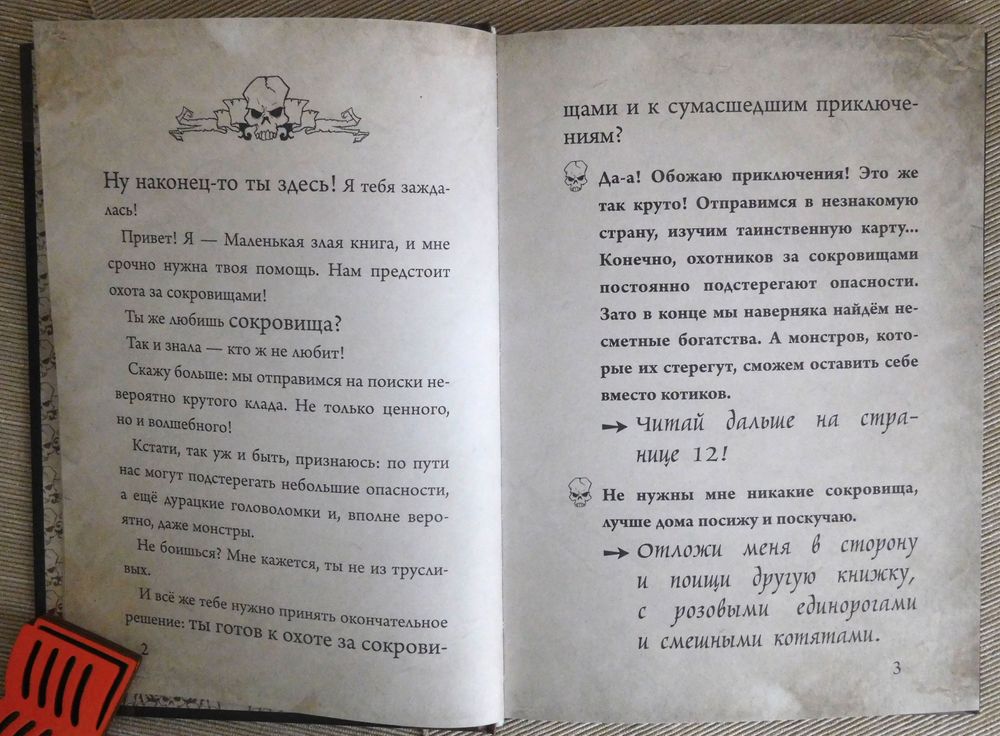 Ну наконец-то ты здесь! Я тебя зажда-
лась!
Привет! Я — Маленькая злая книга, и мне
срочно нужна твоя помощь. Нам предстоит
охота за сокровищами!
Ты же любишь сокровища?
Так и знала — кто ж не любит!
Скажу больше: мы отправимся на поиски не-
вероятно крутого клада. Не только ценного,
но и волшебного!
Кстати, так уж и быть, признаюсь: по пути
нас могут подстерегать небольшие опасности,
а ещё дурацкие головоломки и, вполне веро-
ятно, даже монстры.
Не боишься? Мне кажется, ты не из трусли-
вых.
И всё же тебе нужно принять окончательное
решение: ты готов к охоте за сокрови-
2
щами и к сумасшедшим приключе-
ниям?
Да-а! Обожаю приключения! Это же
так круто! Отправимся в незнакомую
страну, изучим таинственную карту...
Конечно, охотников за сокровищами
постоянно подстерегают опасности.
Зато в конце мы наверняка найдём не-
сметные богатства. А монстров, кото-
рые их стерегут, сможем оставить себе
вместо котиков.
→ Читай дальше на стра-
нице 12!
Не нужны мне никакие сокровища,
лучше дома посижу и поскучаю.
→ Отложи меня в сторону
и поищи другую книжку,
с розовыми единорогами
и смешными котятами.
3